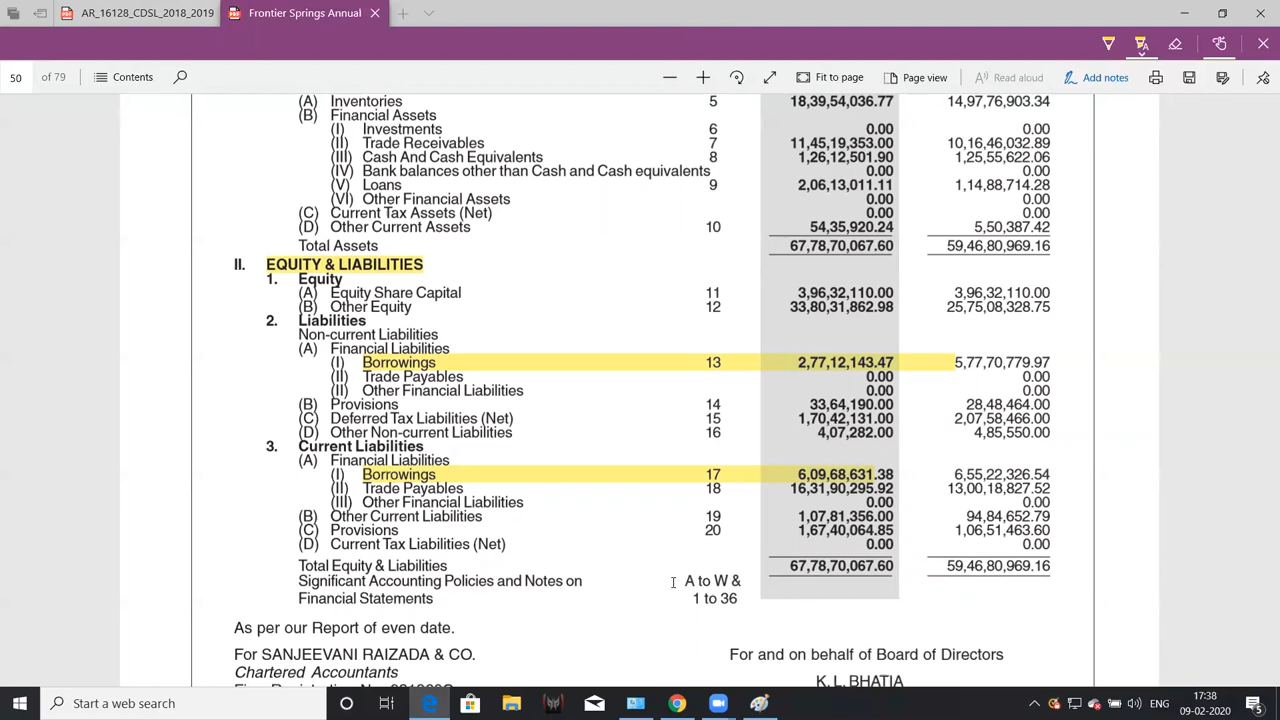 AR_16128_CDSL_2018_2019
Frontier Springs Annual
50 of 79 Contents Fit to page Page view Read aloud Add notes
(A) Inventories 5 18,39,54,036.77 14,97,76,903.34
(B) Financial Assets
(I) Investments 6 0.00 0.00
(II) Trade Receivables 7 11,45,19,353.00 10,16,46,032.89
(III) Cash And Cash Equivalents 8 1,26,12,501.90 1,25,55,622.06
(IV) Bank balances other than Cash and Cash equivalents 0.00 0.00
(V) Loans 9 2,06,13,011.11 1,14,88,714.28
(VI) Other Financial Assets 0.00 0.00
(C) Current Tax Assets (Net) 0.00 0.00
(D) Other Current Assets 10 54,35,920.24 5,50,387.42
Total Assets 67,78,70,067.60 59,46,80,969.16
II. EQUITY & LIABILITIES
1. Equity
(A) Equity Share Capital 11 3,96,32,110.00 3,96,32,110.00
(B) Other Equity 12 33,80,31,862.98 25,75,08,328.75
2. Liabilities
Non-current Liabilities
(A) Financial Liabilities
(I) Borrowings 13 2,77,12,143.47 5,77,70,779.97
(II) Trade Payables 0.00 0.00
(II) Other Financial Liabilities 0.00 0.00
(B) Provisions 14 33,64,190.00 28,48,464.00
(C) Deferred Tax Liabilities (Net) 15 1,70,42,131.00 2,07,58,466.00
(D) Other Non-current Liabilities 16 4,07,282.00 4,85,550.00
3. Current Liabilities
(A) Financial Liabilities
(I) Borrowings 17 6,09,68,631.38 6,55,22,326.54
(II) Trade Payables 18 16,31,90,295.92 13,00,18,827.52
(III) Other Financial Liabilities 0.00 0.00
(B) Other Current Liabilities 19 1,07,81,356.00 94,84,652.79
(C) Provisions 20 1,67,40,064.85 1,06,51,463.60
(D) Current Tax Liabilities (Net) 0.00 0.00
Total Equity & Liabilities 67,78,70,067.60 59,46,80,969.16
Significant Accounting Policies and Notes on A to W &
Financial Statements 1 to 36
As per our Report of even date.
For SANJEEVANI RAIZADA & CO. For and on behalf of Board of Directors
Chartered Accountants
K. L. BHATIA
Type here to search
17:38
09-02-2020